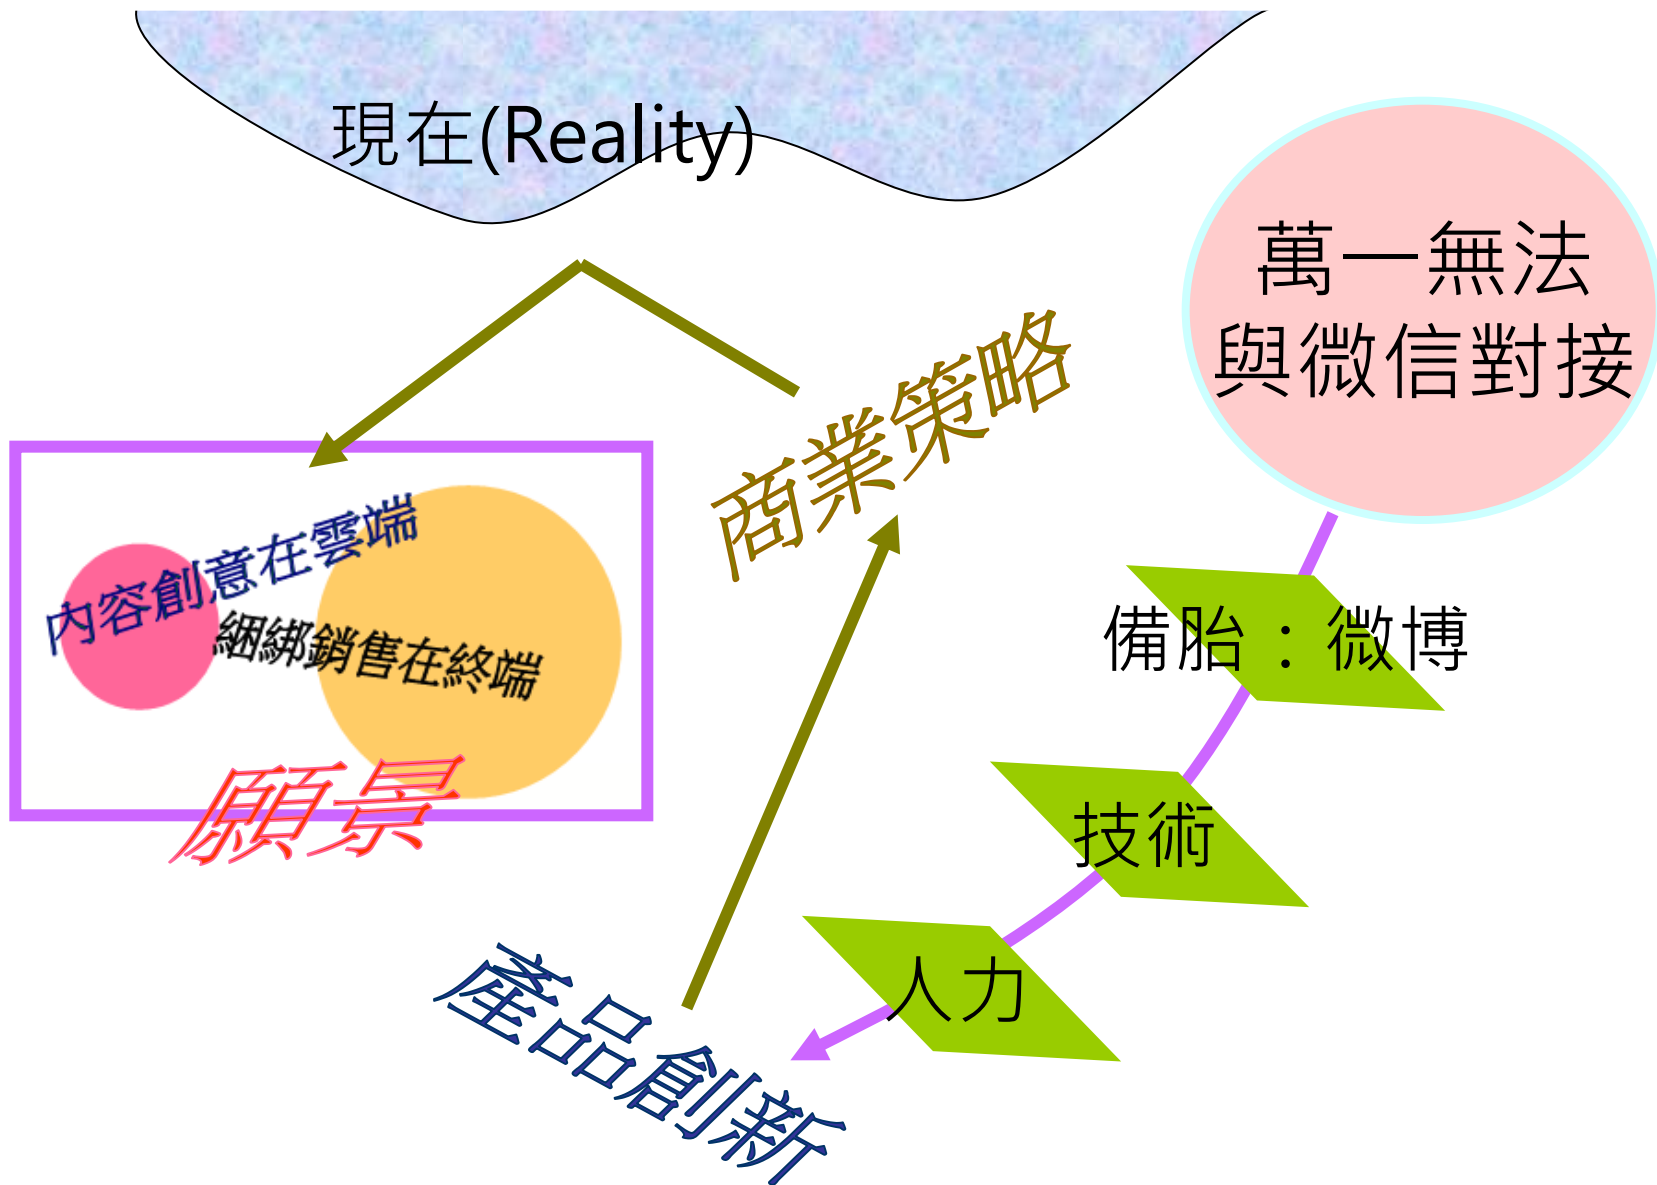 現在(Reality)
萬一無法
與微信對接
商業策略
內容創意在雲端
綑綁銷售在終端
願景
備胎：微博
技術
人力
產品創新